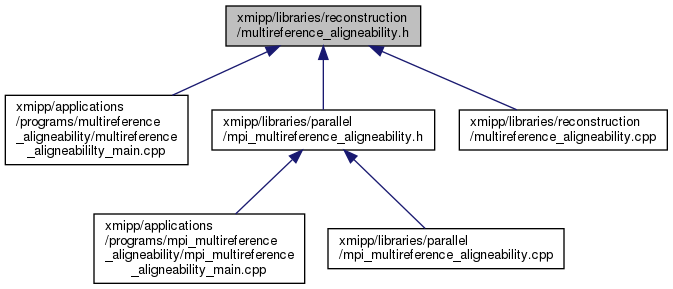 xmipp/libraries/reconstruction
/multireference_aligneability.h
xmipp/applications
/programs/multireference
_aligneability/multireference
_aligneabililty_main.cpp
xmipp/libraries/parallel
/mpi_multireference_aligneability.h
xmipp/libraries/reconstruction
/multireference_aligneability.cpp
xmipp/applications
/programs/mpi_multireference
_aligneability/mpi_multireference
_aligneability_main.cpp
xmipp/libraries/parallel
/mpi_multireference_aligneability.cpp